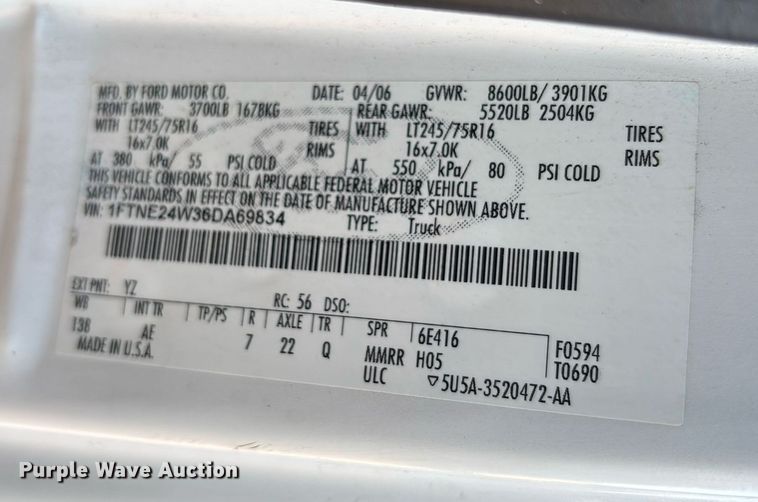 MFD. BY FORD MOTOR CO. DATE: 04/06 GVWR: 8600LB/ 3901KG
FRONT GAWR: 3700LB 1678KG REAR GAWR: 5520LB 2504KG
WITH LT245/75R16 TIRES WITH LT245/75R16 TIRES
16x7.0K RIMS 16x7.0K RIMS
AT 380 kPa/ 55 PSI COLD AT 550 kPa/ 80 PSI COLD
THIS VEHICLE CONFORMS TO ALL APPLICABLE FEDERAL MOTOR VEHICLE
SAFETY STANDARDS IN EFFECT ON THE DATE OF MANUFACTURE SHOWN ABOVE.
VIN: 1FTNE24W36DA69834 TYPE: Truck
EXT PNT: YZ RC: 56 DSO:
WB INT TR TP/PS R AXLE TR SPR 6E416 F0594
138 AE 7 22 Q MMRR H05 T0690
MADE IN U.S.A. ULC 5U5A-3520472-AA
Purple Wave Auction